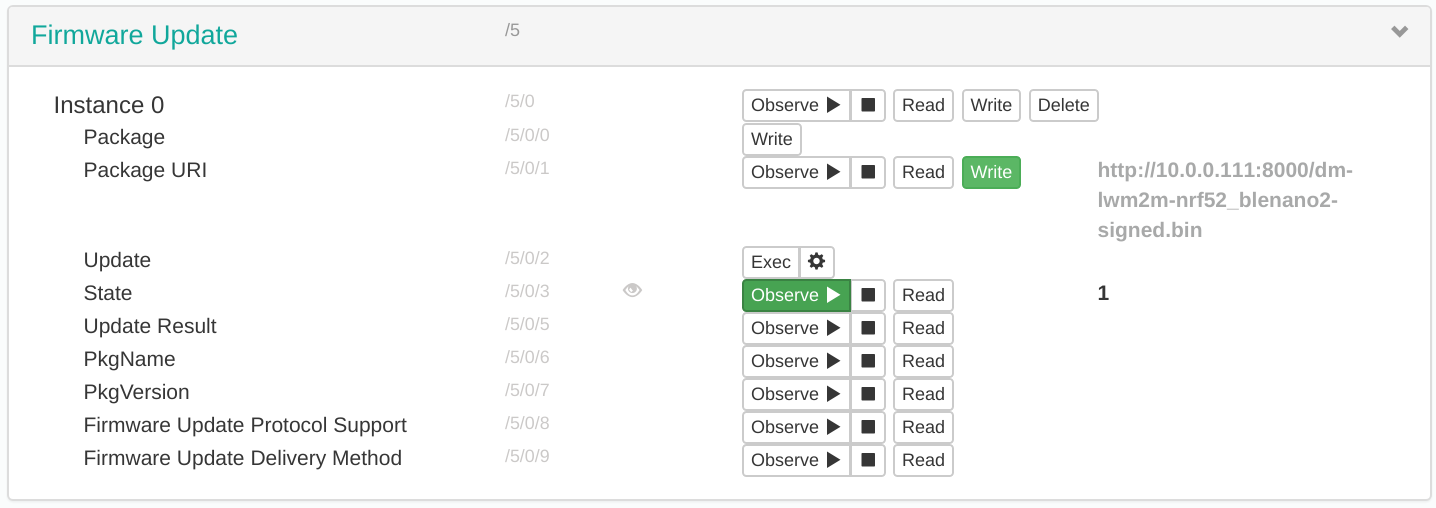 Firmware Update /5
Instance 0 /5/0 Observe Read Write Delete
Package /5/0/0 Write
Package URI /5/0/1 Observe Read Write http://10.0.0.111:8000/dm-
lwm2m-nrf52_blenano2-
signed.bin
Update /5/0/2 Exec
State /5/0/3 Observe Read 1
Update Result /5/0/5 Observe Read
PkgName /5/0/6 Observe Read
PkgVersion /5/0/7 Observe Read
Firmware Update Protocol Support /5/0/8 Observe Read
Firmware Update Delivery Method /5/0/9 Observe Read